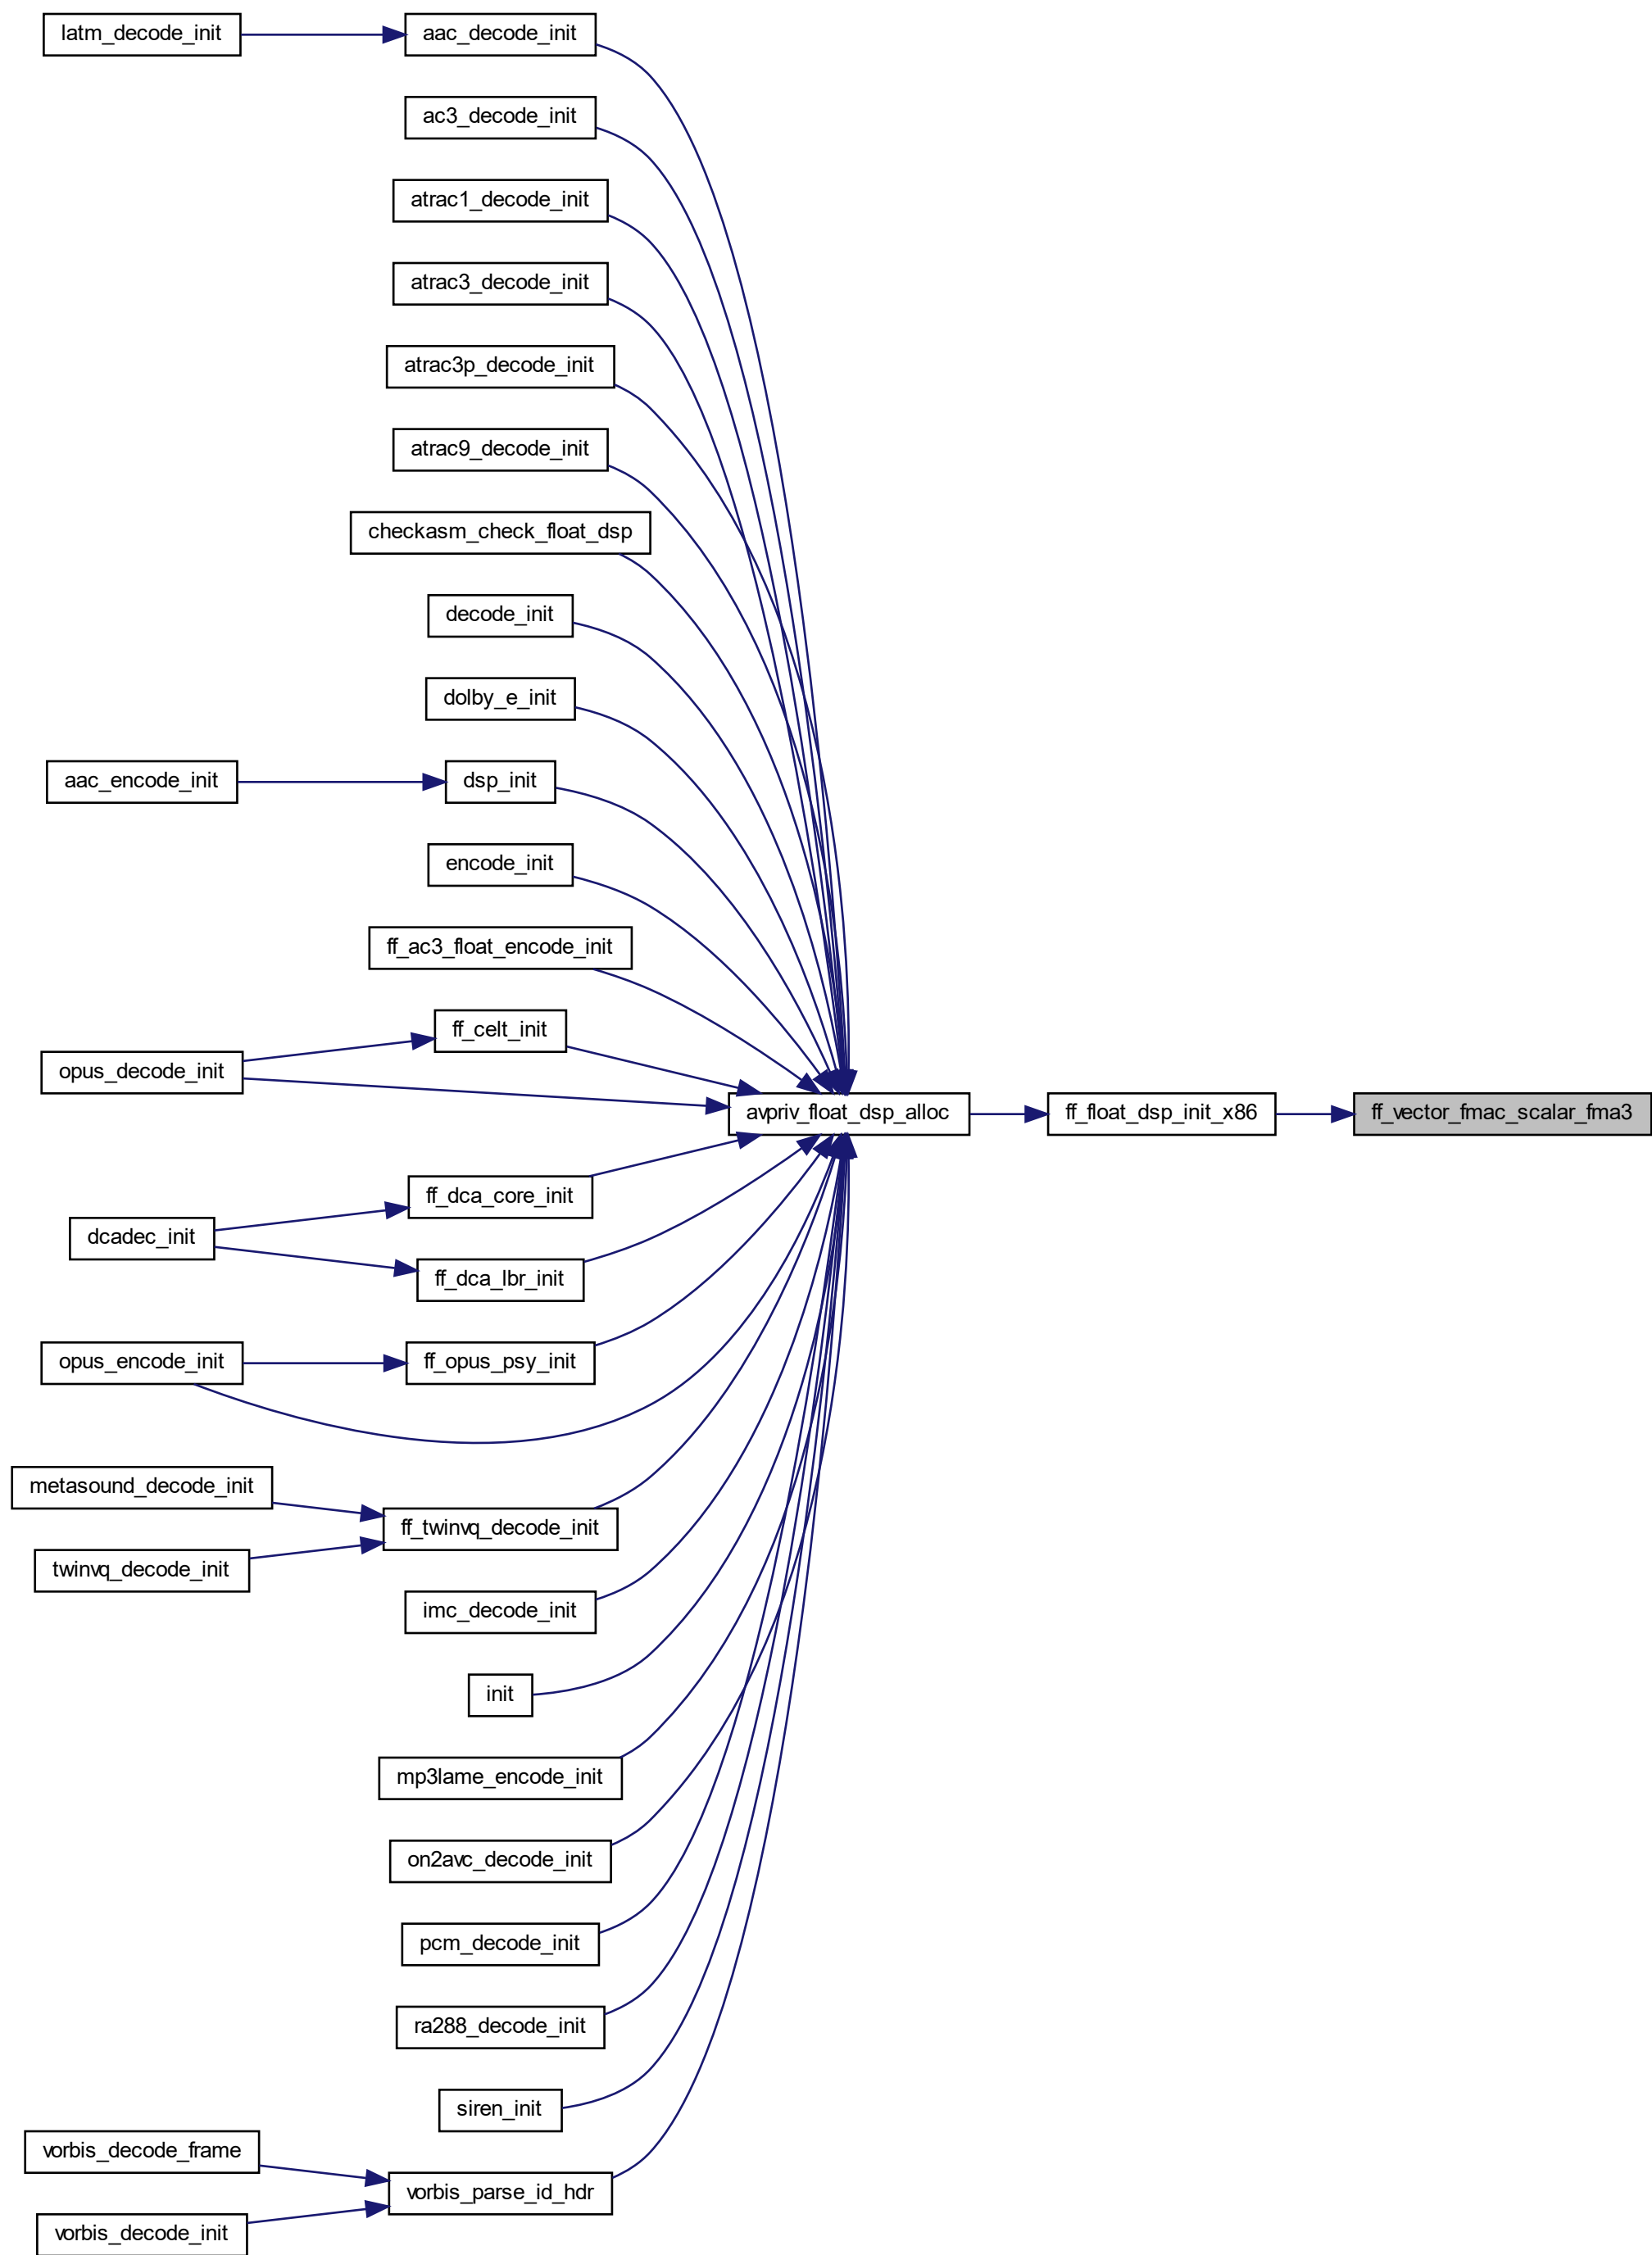 latm_decode_init
aac_decode_init
ac3_decode_init
atrac1_decode_init
atrac3_decode_init
atrac3p_decode_init
atrac9_decode_init
checkasm_check_float_dsp
decode_init
dolby_e_init
aac_encode_init
dsp_init
encode_init
ff_ac3_float_encode_init
ff_celt_init
opus_decode_init
avpriv_float_dsp_alloc
ff_float_dsp_init_x86
ff_vector_fmac_scalar_fma3
ff_dca_core_init
dcadec_init
ff_dca_lbr_init
opus_encode_init
ff_opus_psy_init
metasound_decode_init
ff_twinvq_decode_init
twinvq_decode_init
imc_decode_init
init
mp3lame_encode_init
on2avc_decode_init
pcm_decode_init
ra288_decode_init
siren_init
vorbis_decode_frame
vorbis_parse_id_hdr
vorbis_decode_init